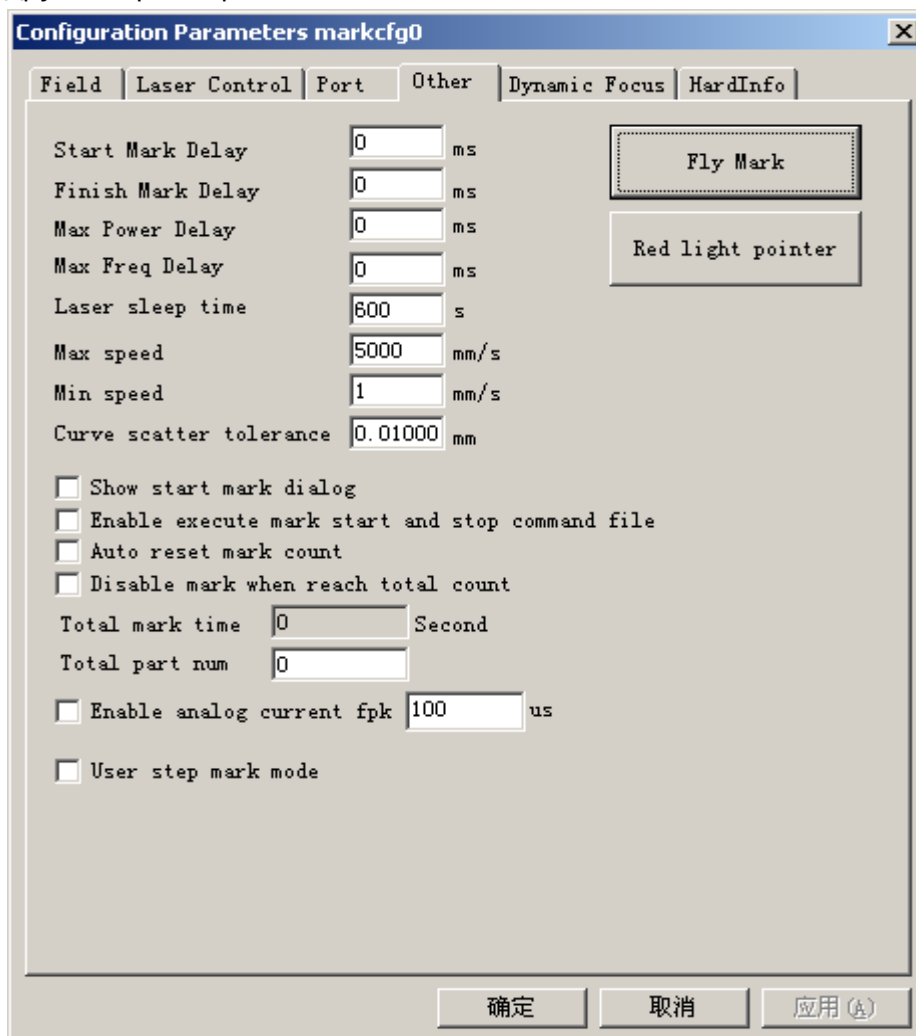 Configuration Parameters markcfg0
Field Laser Control Port Other Dynamic Focus HardInfo
Start Mark Delay 0 ms
Finish Mark Delay 0 ms
Max Power Delay 0 ms
Max Freq Delay 0 ms
Laser sleep time 600 s
Max speed 5000 mm/s
Min speed 1 mm/s
Curve scatter tolerance 0.01000 mm
Fly Mark
Red light pointer
Show start mark dialog
Enable execute mark start and stop command file
Auto reset mark count
Disable mark when reach total count
Total mark time 0 Second
Total part num 0
Enable analog current fpk 100 us
User step mark mode
确定 取消 应用(A)